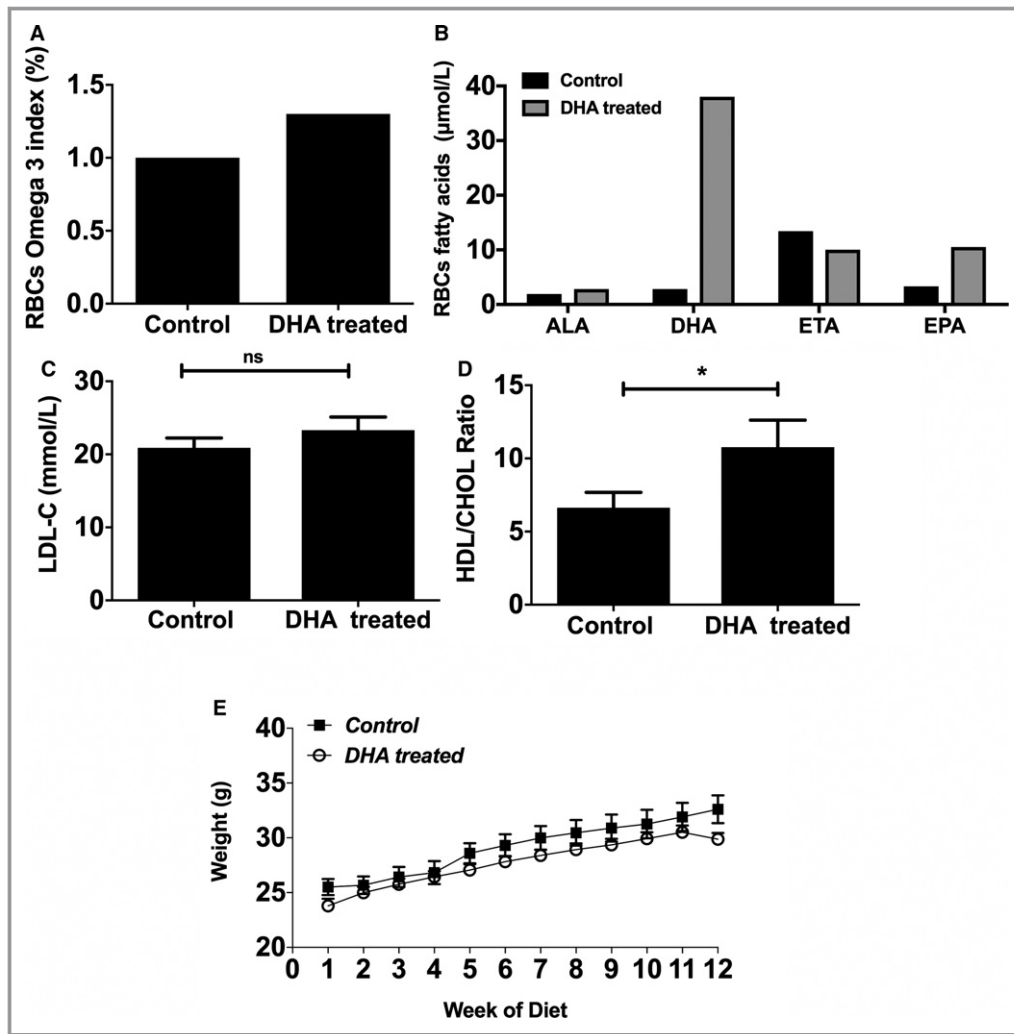 A
RBCs Omega 3 index (%)
1.5
1.0
0.5
0.0
Control
DHA treated
B
RBCs fatty acids (µmol/L)
Control
DHA treated
40
30
20
10
0
ALA
DHA
ETA
EPA
C
LDL-C (mmol/L)
ns
30
20
10
0
Control
DHA treated
D
HDL/CHOL Ratio
*
15
10
5
0
Control
DHA treated
E
Weight (g)
Control
DHA treated
40
35
30
25
20
0 1 2 3 4 5 6 7 8 9 10 11 12
Week of Diet